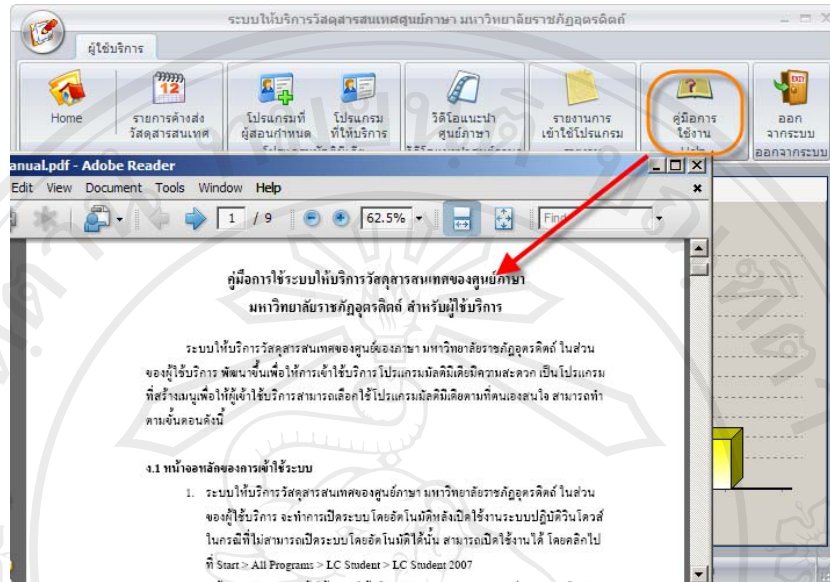 ระบบให้บริการวัสดุสารสนเทศศูนย์ภาษา มหาวิทยาลัยราชภัฏอุตรดิตถ์
ผู้ใช้บริการ
Home
รายการค้างส่ง
วัสดุสารสนเทศ
โปรแกรมที่
ผู้สอนกำหนด
โปรแกรม
ที่ให้บริการ
วิดีโอแนะนำ
ศูนย์ภาษา
รายงานการ
เข้าใช้โปรแกรม
คู่มือการ
ใช้งาน
ออก
จากระบบ
ออกจากระบบ
anual.pdf - Adobe Reader
Edit View Document Tools Window Help
1 / 9 62.5% Find
คู่มือการใช้ระบบให้บริการวัสดุสารสนเทศของศูนย์ภาษา
มหาวิทยาลัยราชภัฏอุตรดิตถ์ สำหรับผู้ใช้บริการ
ระบบให้บริการวัสดุสารสนเทศของศูนย์ของภาษา มหาวิทยาลัยราชภัฏอุตรดิตถ์ ในส่วน
ของผู้ใช้บริการ พัฒนาขึ้นเพื่อให้การเข้าใช้บริการโปรแกรมมัลติมีเดียมีความสะดวก เป็นโปรแกรม
ที่สร้างเมนูเพื่อให้ผู้เข้าใช้บริการสามารถเลือกใช้โปรแกรมมัลติมีเดียตามที่ตนเองสนใจ สามารถทำ
ตามขั้นตอนดังนี้
ง.1 หน้าจอหลักของการเข้าใช้ระบบ
1. ระบบให้บริการวัสดุสารสนเทศของศูนย์ภาษา มหาวิทยาลัยราชภัฏอุตรดิตถ์ ในส่วน
ของผู้ใช้บริการ จะทำการเปิดระบบโดยอัตโนมัติหลังเปิดใช้งานระบบปฏิบัติวินโดวส์
ในกรณีที่ไม่สามารถเปิดระบบโดยอัตโนมัติได้นั้น สามารถเปิดใช้งานได้ โดยคลิกไป
ที่ Start > All Programs > LC Student > LC Student 2007